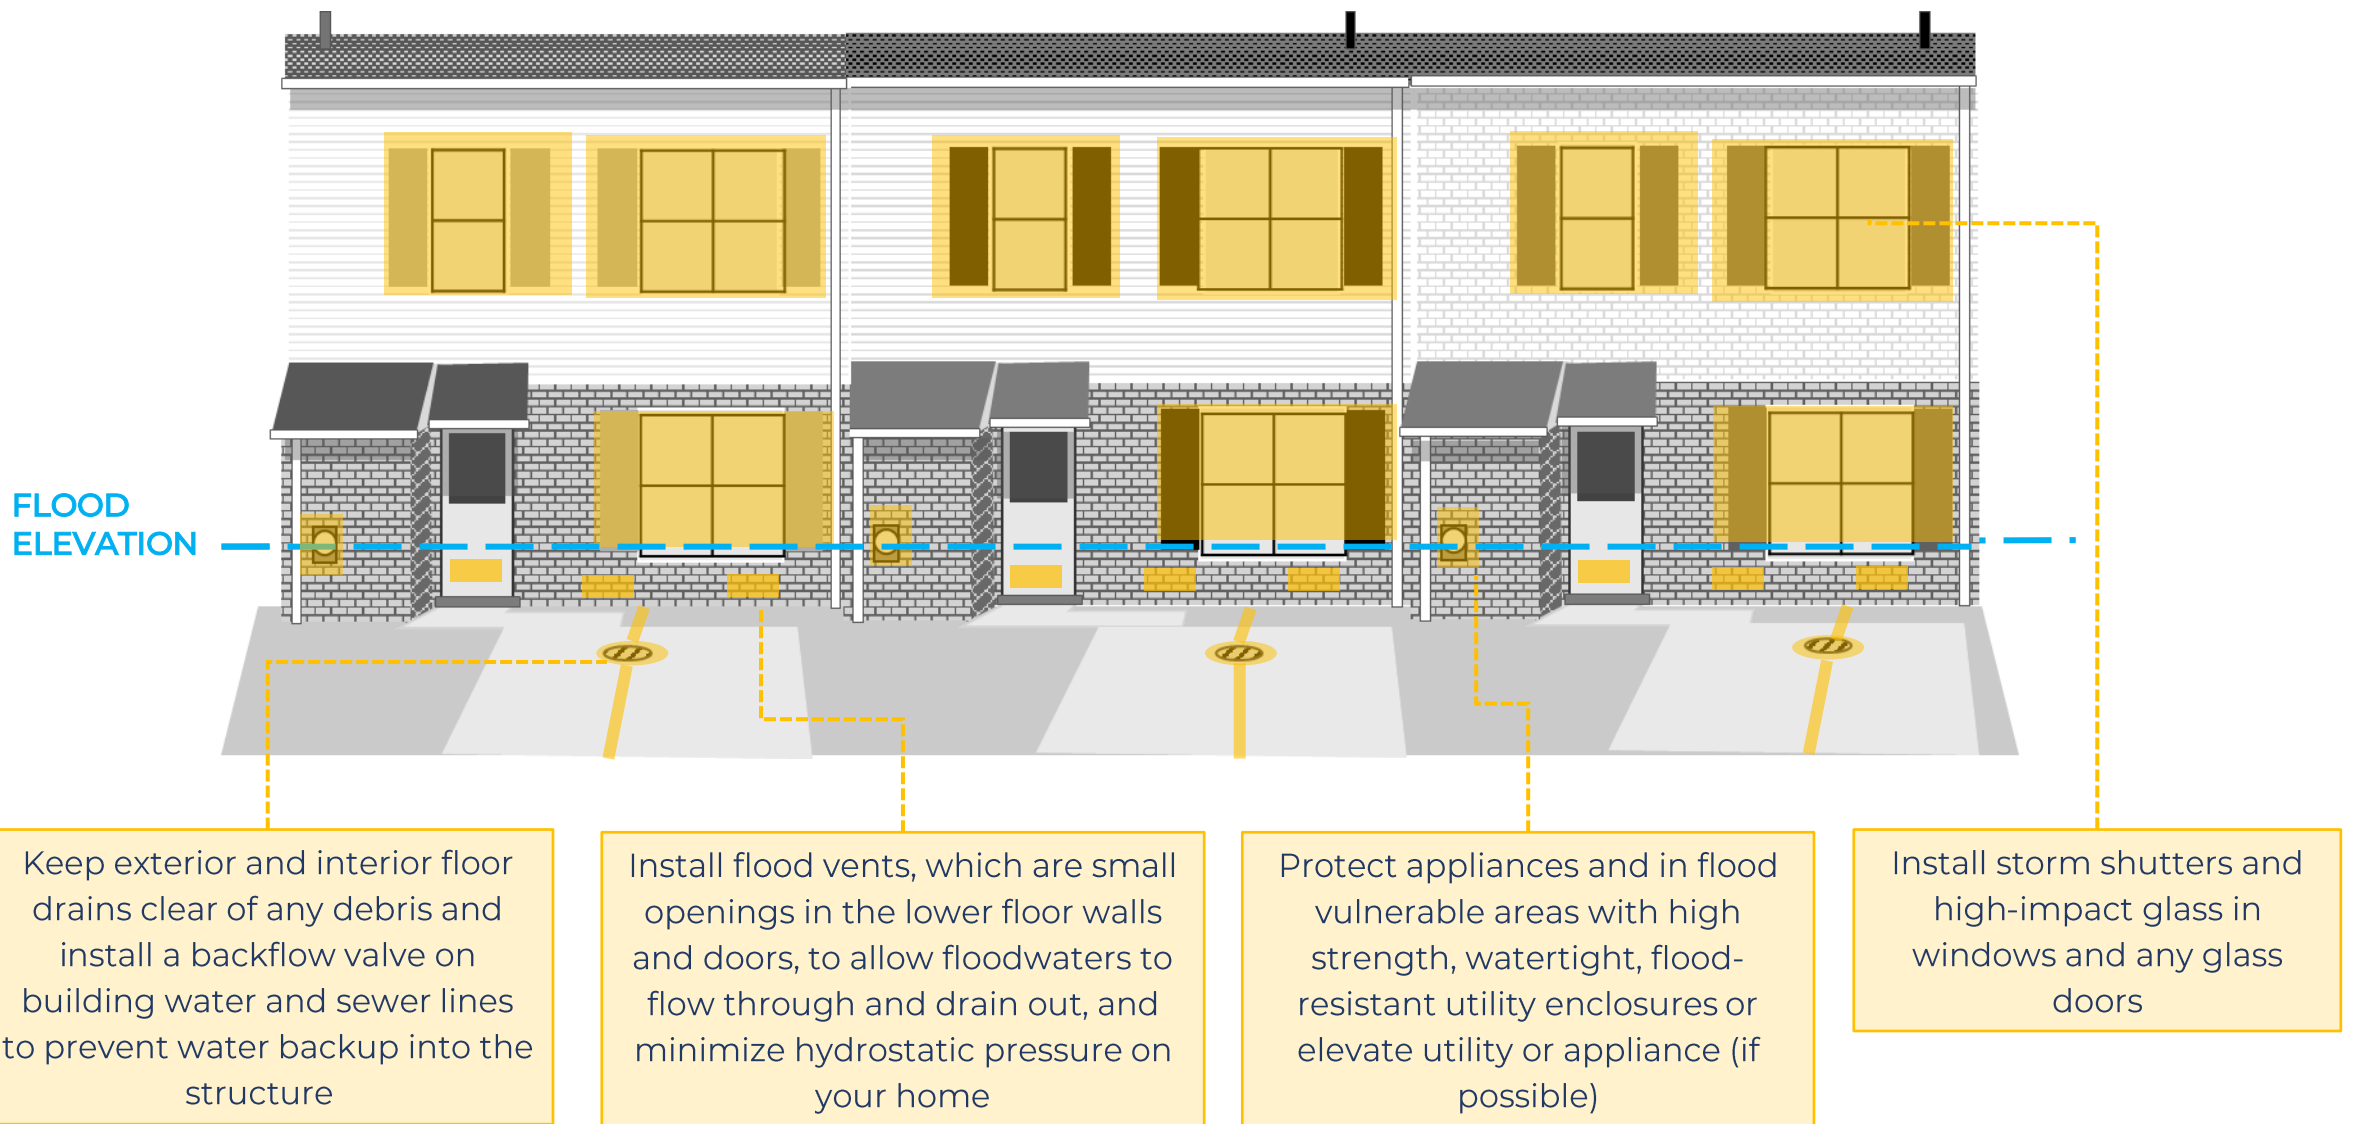 FLOOD
ELEVATION
Keep exterior and interior floor
drains clear of any debris and
install a backflow valve on
building water and sewer lines
to prevent water backup into the
structure
Install flood vents, which are small
openings in the lower floor walls
and doors, to allow floodwaters to
flow through and drain out, and
minimize hydrostatic pressure on
your home
Protect appliances and in flood
vulnerable areas with high
strength, watertight, flood-
resistant utility enclosures or
elevate utility or appliance (if
possible)
Install storm shutters and
high-impact glass in
windows and any glass
doors